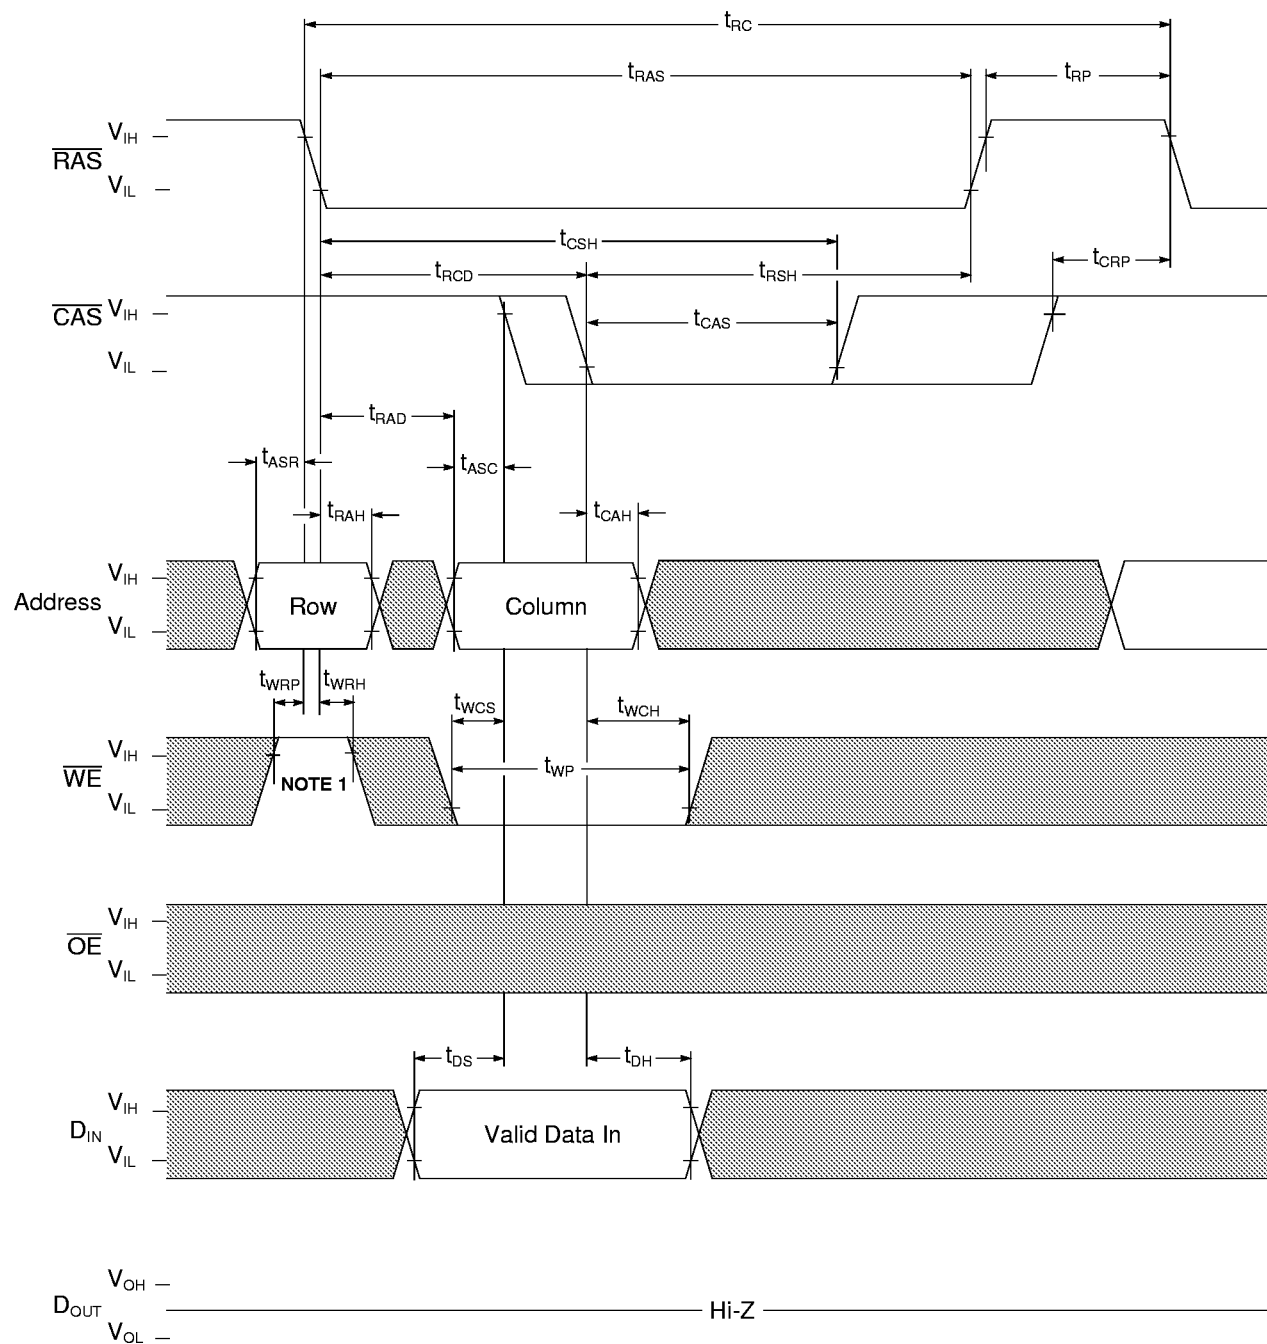 tRC
tRAS
tRP
VIH
RAS
VIL
tCSH
tRCD
tRSH
tCRP
VIH
CAS
tCAS
VIL
tRAD
tASR
tASC
tRAH
tCAH
VIH
Address
Row
Column
VIL
tWRP
tWRH
tWCS
tWCH
VIH
WE
tWP
NOTE 1
VIL
VIH
OE
VIL
tDS
tDH
VIH
DIN
Valid Data In
VIL
VOH
DOUT
Hi-Z
VOL